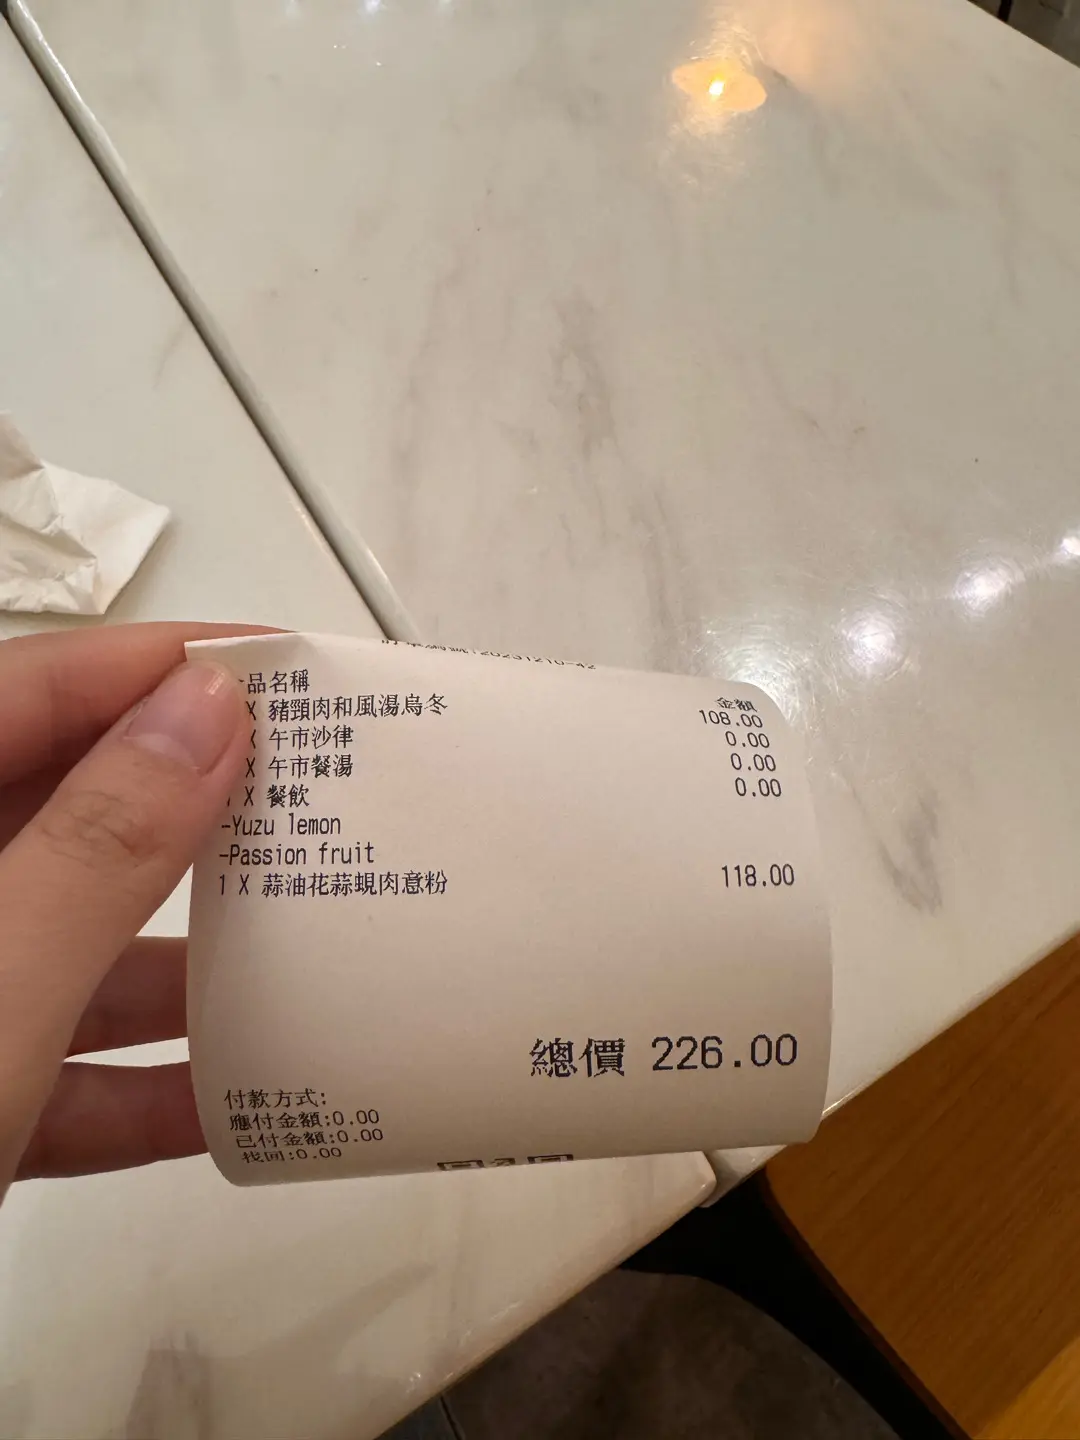 :20231210-42
品名稱
金額
X 豬頸肉和風湯烏冬 108.00
X 午市沙律 0.00
X 午市餐湯 0.00
X 餐飲 0.00
-Yuzu lemon
-Passion fruit
1 X 蒜油花蒜蜆肉意粉 118.00
總價 226.00
付款方式:
應付金額:0.00
已付金額:0.00
找回:0.00